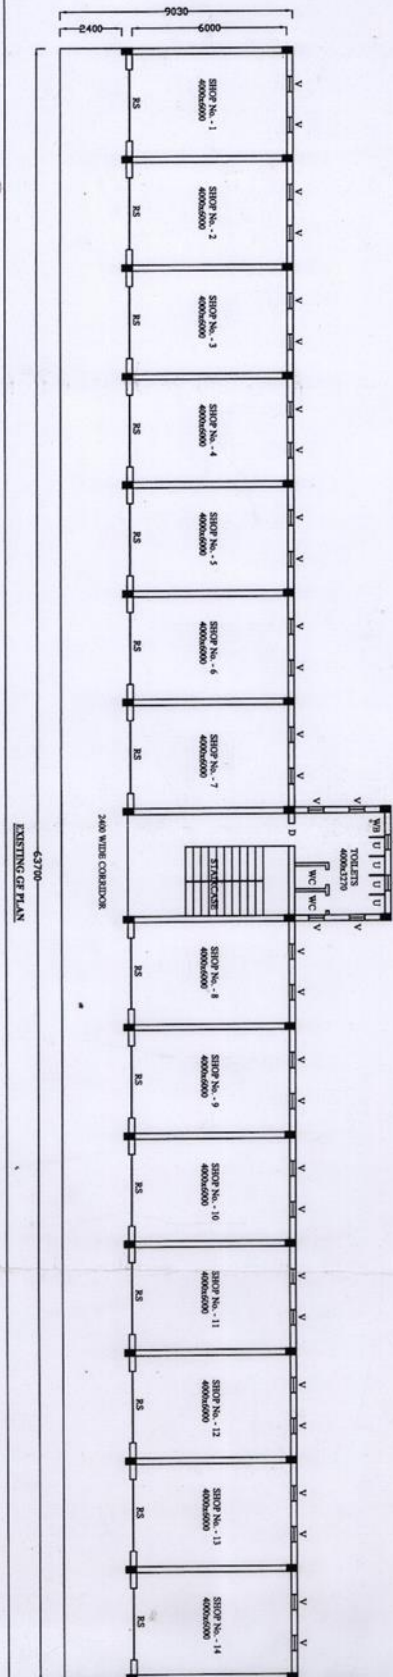 9030
2400
6000
V
V
SHOP No. - 1
4000x6000
RS
V
V
SHOP No. - 2
4000x6000
RS
V
V
SHOP No. - 3
4000x6000
RS
V
V
SHOP No. - 4
4000x6000
RS
V
V
SHOP No. - 5
4000x6000
RS
V
V
SHOP No. - 6
4000x6000
RS
V
V
SHOP No. - 7
4000x6000
RS
V
V
WB
U
U
U
U
TOILETS
4000x3270
WC
WC
V
V
D
STAIRCASE
2400 WIDE CORRIDOR
V
V
SHOP No. - 8
4000x6000
RS
V
V
SHOP No. - 9
4000x6000
RS
V
V
SHOP No. - 10
4000x6000
RS
V
V
SHOP No. - 11
4000x6000
RS
V
V
SHOP No. - 12
4000x6000
RS
V
V
SHOP No. - 13
4000x6000
RS
V
V
SHOP No. - 14
4000x6000
RS
63700
EXISTING GF PLAN